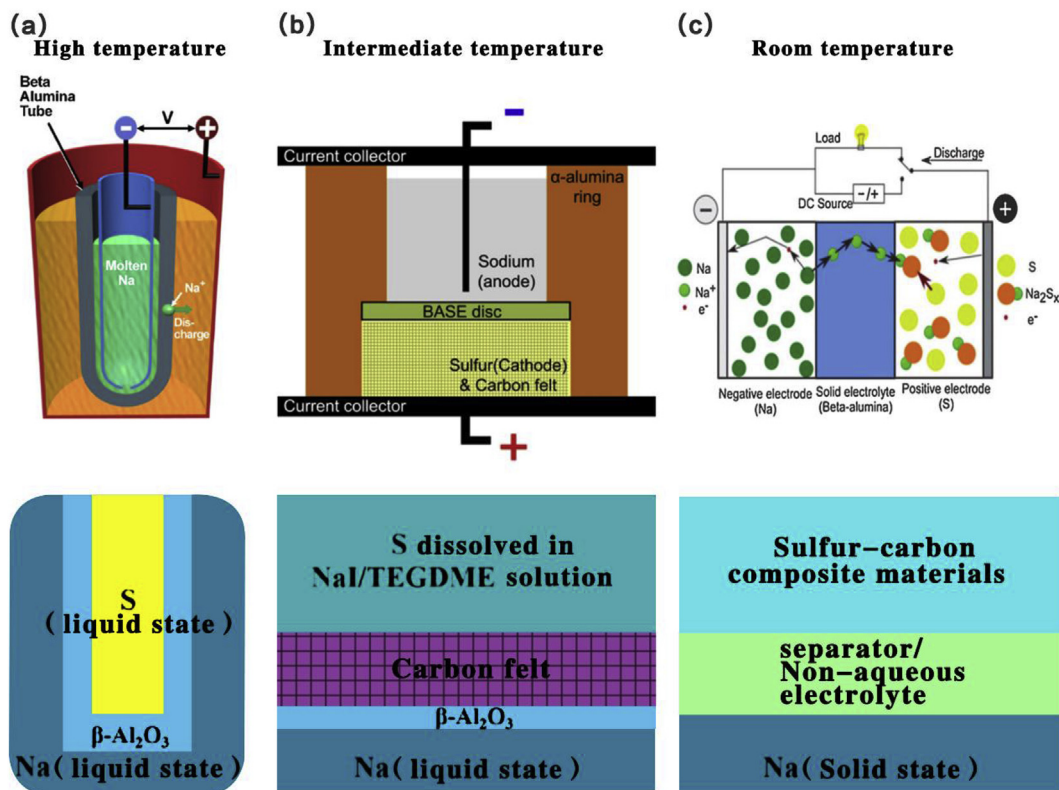 (a)
High temperature
Beta
Alumina
Tube
−
V
+
Molten
Na
Na⁺
Dis-
charge
(b)
Intermediate temperature
−
Current collector
α-alumina
ring
Sodium
(anode)
BASE disc
Sulfur(Cathode)
& Carbon felt
Current collector
+
(c)
Room temperature
Load
Discharge
−/+
DC Source
−
+
Na
Na⁺
e⁻
S
Na₂Sₓ
e⁻
Negative electrode
(Na)
Solid electrolyte
(Beta-alumina)
Positive electrode
(S)
S
(liquid state)
β-Al₂O₃
Na(liquid state)
S dissolved in
NaI/TEGDME solution
Carbon felt
β-Al₂O₃
Na(liquid state)
Sulfur-carbon
composite materials
separator/
Non-aqueous
electrolyte
Na(Solid state)